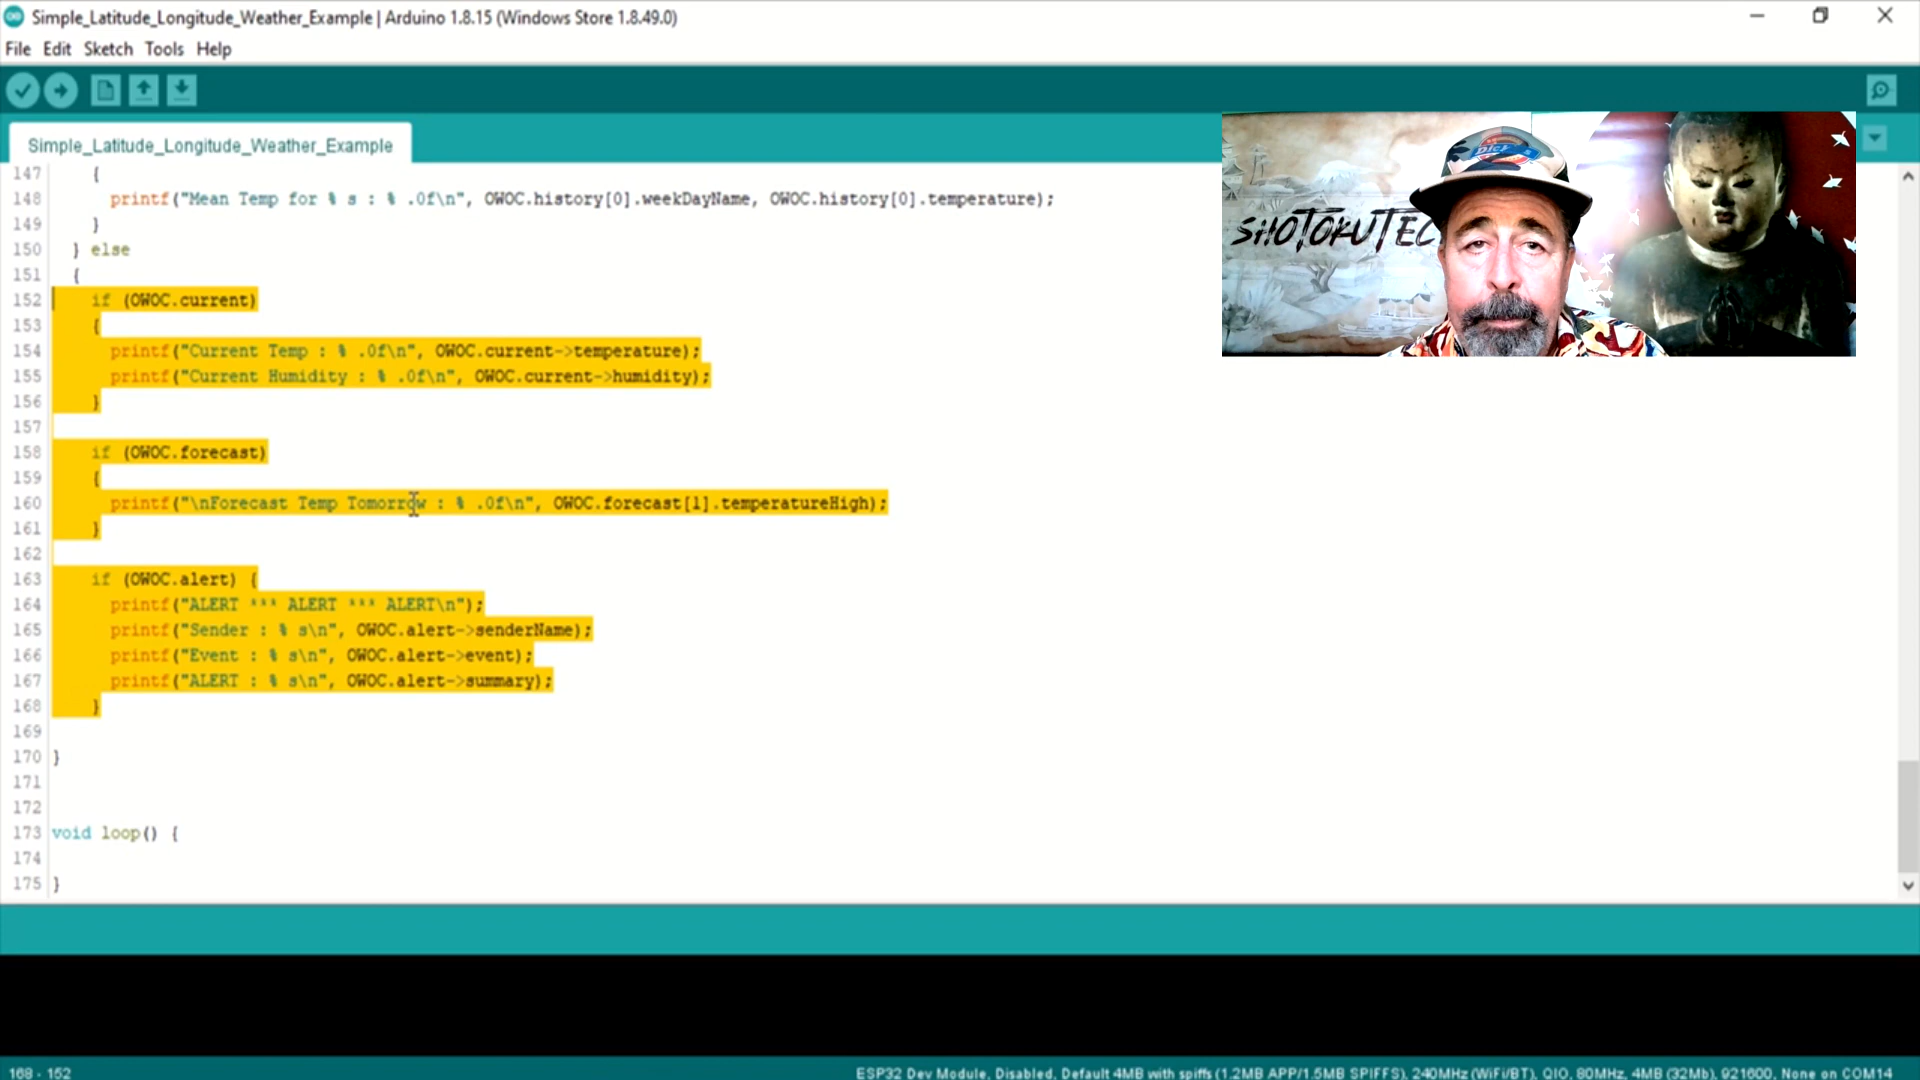 Simple_Latitude_Longitude_Weather_Example | Arduino 1.8.15 (Windows Store 1.8.49.0)
File Edit Sketch Tools Help
Simple_Latitude_Longitude_Weather_Example
147 {
148 printf("Mean Temp for % s : % .0f\n", OWOC.history[0].weekDayName, OWOC.history[0].temperature);
149 }
150 } else
151 {
152 if (OWOC.current)
153 {
154 printf("Current Temp : % .0f\n", OWOC.current->temperature);
155 printf("Current Humidity : % .0f\n", OWOC.current->humidity);
156 }
157
158 if (OWOC.forecast)
159 {
160 printf("\nForecast Temp Tomorrow : % .0f\n", OWOC.forecast[1].temperatureHigh);
161 }
162
163 if (OWOC.alert) {
164 printf("ALERT *** ALERT *** ALERT\n");
165 printf("Sender : % s\n", OWOC.alert->senderName);
166 printf("Event : % s\n", OWOC.alert->event);
167 printf("ALERT : % s\n", OWOC.alert->summary);
168 }
169
170 }
171
172
173 void loop() {
174
175 }
SHOTOKUTEC
168 - 152
ESP32 Dev Module, Disabled, Default 4MB with spiffs (1.2MB APP/1.5MB SPIFFS), 240MHz (WiFi/BT), QIO, 80MHz, 4MB (32Mb), 921600, None on COM14